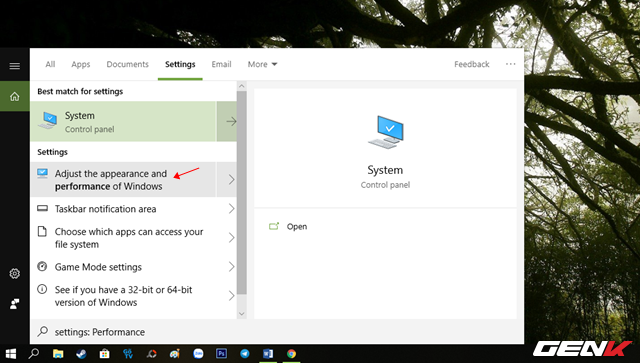 All Apps Documents Settings Email More Feedback ...
Best match for settings
System
Control panel
Settings
Adjust the appearance and
performance of Windows
Taskbar notification area
Choose which apps can access your
file system
Game Mode settings
See if you have a 32-bit or 64-bit
version of Windows
System
Control panel
Open
settings: Performance
GENK